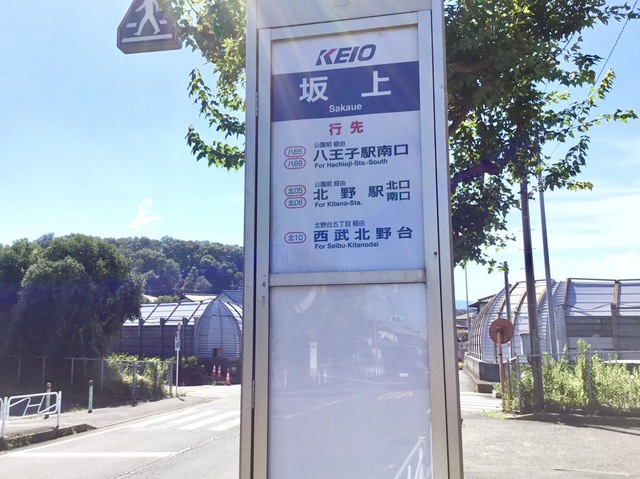 KEIO
坂上
Sakaue
行先
公園前 経由
八65
八69
八王子駅南口
For Hachioji-Sta.-South
公園前 経由
北05
北06
北野駅 北口
南口
For Kitano-Sta.
北野台五丁目 経由
北10
西武北野台
For Seibu-Kitanodai